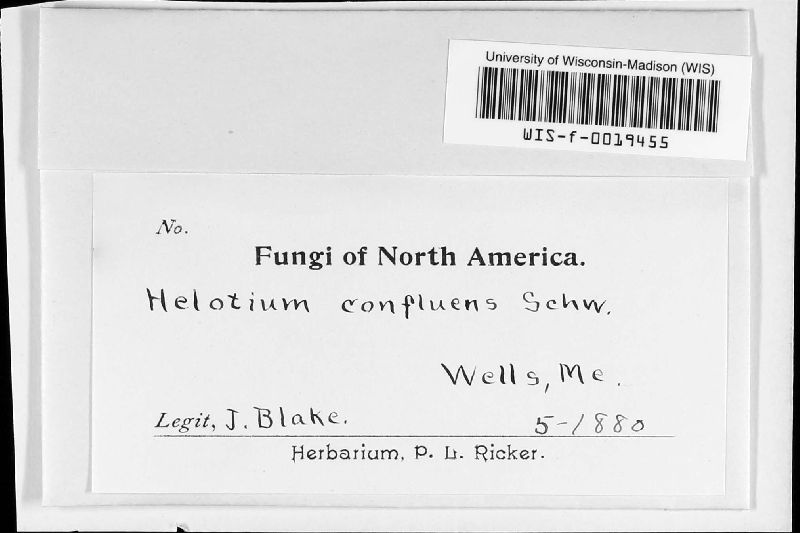 University of Wisconsin-Madison (WIS)
WIS-f-0019455
No.
Fungi of North America.
Helotium confluens Schw.
Wells, Me.
Legit, J. Blake. 5-1880
Herbarium, P. L. Ricker.